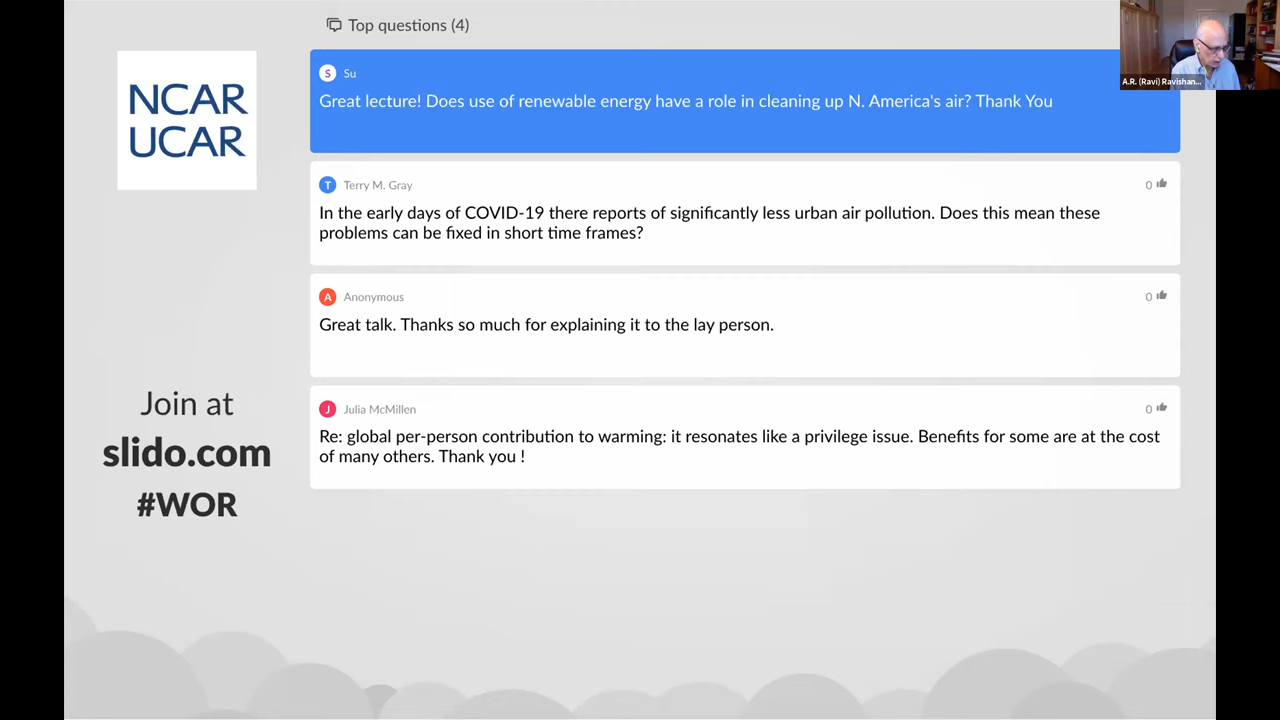 Top questions (4)
NCAR
UCAR
S Su
Great lecture! Does use of renewable energy have a role in cleaning up N. America's air? Thank You
A.R. (Ravi) Ravishan...
T Terry M. Gray 0
In the early days of COVID-19 there reports of significantly less urban air pollution. Does this mean these
problems can be fixed in short time frames?
A Anonymous 0
Great talk. Thanks so much for explaining it to the lay person.
J Julia McMillen 0
Re: global per-person contribution to warming: it resonates like a privilege issue. Benefits for some are at the cost
of many others. Thank you !
Join at
slido.com
#WOR